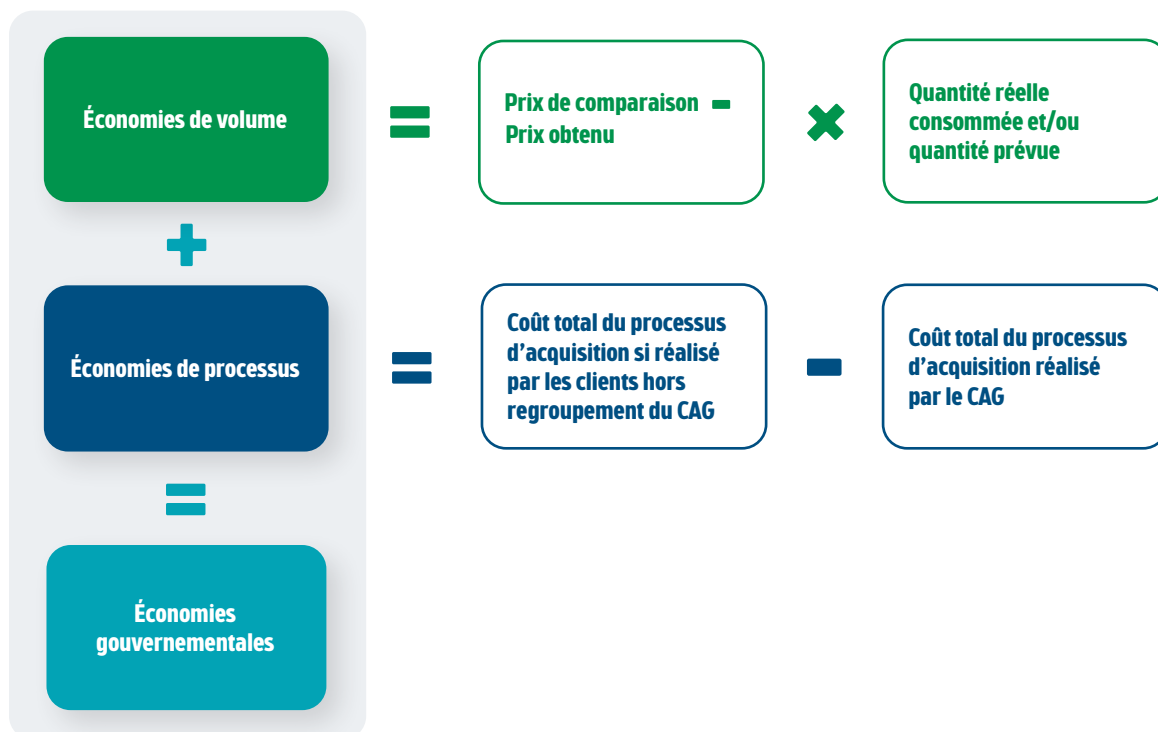 Économies de volume
=
Prix de comparaison -
Prix obtenu
×
Quantité réelle
consommée et/ou
quantité prévue
+
Économies de processus
=
Coût total du processus
d'acquisition si réalisé
par les clients hors
regroupement du CAG
-
Coût total du processus
d'acquisition réalisé
par le CAG
=
Économies
gouvernementales